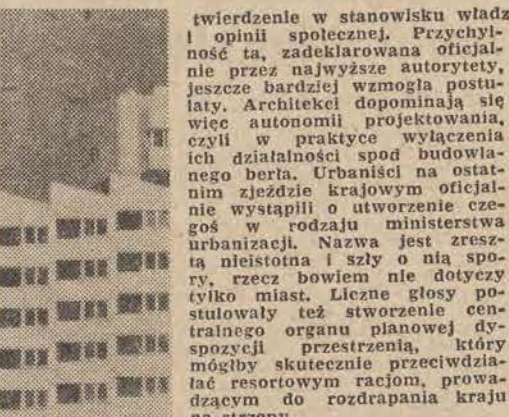 twierdzenie w stanowisku władz
i opinii społecznej. Przychyl-
ność ta, zadeklarowana oficjal-
nie przez najwyższe autorytety,
jeszcze bardziej wzmogła postu-
laty. Architekci dopominają się
więc autonomii projektowania,
czyli w praktyce wyłączenia
ich działalności spod budowla-
nego berła. Urbaniści na ostat-
nim zjeździe krajowym oficjal-
nie wystąpili o utworzenie cze-
goś w rodzaju ministerstwa
urbanizacji. Nazwa jest zresz-
tą nieistotna i szły o nią spo-
ry, rzecz bowiem nie dotyczy
tylko miast. Liczne głosy po-
stulowały też stworzenie cen-
tralnego organu planowej dy-
spozycji przestrzenią, który
mógłby skutecznie przeciwdzia-
łać resortowym racjom, prowa-
dzącym do rozdrapania kraju
na strzępy